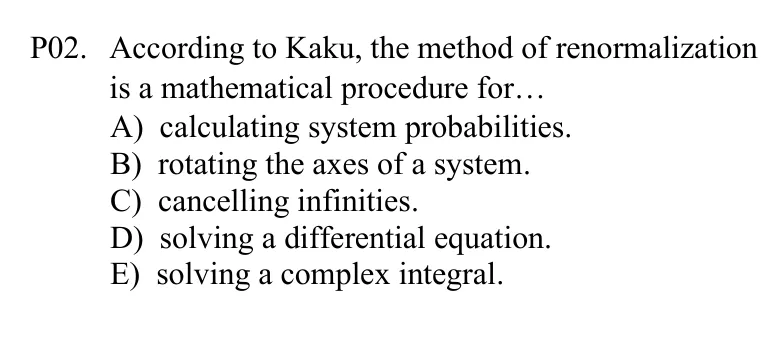 P02. According to Kaku, the method of renormalization
is a mathematical procedure for…
A) calculating system probabilities.
B) rotating the axes of a system.
C) cancelling infinities.
D) solving a differential equation.
E) solving a complex integral.